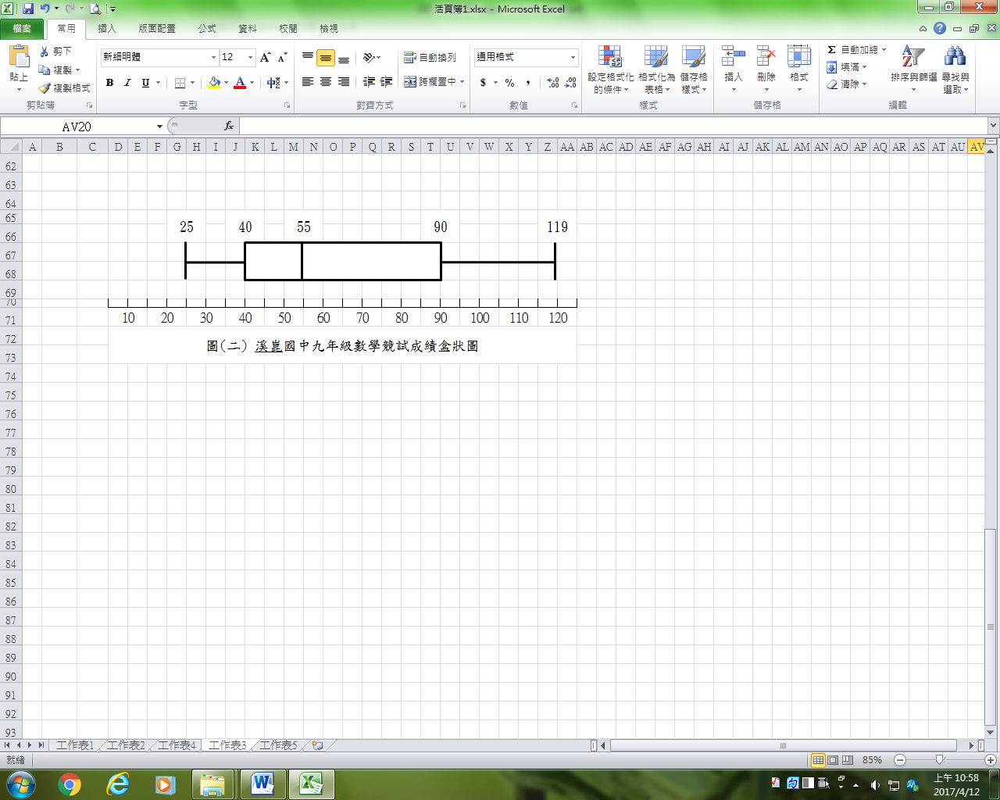 活頁簿1.xlsx - Microsoft Excel
檔案 常用 插入 版面配置 公式 資料 校閱 檢視
貼上 剪下 複製 複製格式 剪貼簿
新細明體 12 B I U A A A 中 字型
自動換列 跨欄置中 對齊方式
通用格式 $ % , .00 .00 數值
設定格式化的條件 格式化為表格 儲存格樣式 樣式
插入 刪除 格式 儲存格
Σ 自動加總 填滿 清除 排序與篩選 尋找與選取 編輯
AV20 fx
A B C D E F G H I J K L M N O P Q R S T U V W X Y Z AA AB AC AD AE AF AG AH AI AJ AK AL AM AN AO AP AQ AR AS AT AU AV
62
63
64
65
25 40 55 90 119
66
67
68
69
70
71 10 20 30 40 50 60 70 80 90 100 110 120
72
圖(二) 溪崑國中九年級數學競試成績盒狀圖
73
74
75
76
77
78
79
80
81
82
83
84
85
86
87
88
89
90
91
92
93
工作表1 工作表2 工作表4 工作表3 工作表5
就緒 85%
上午 10:58
2017/4/12